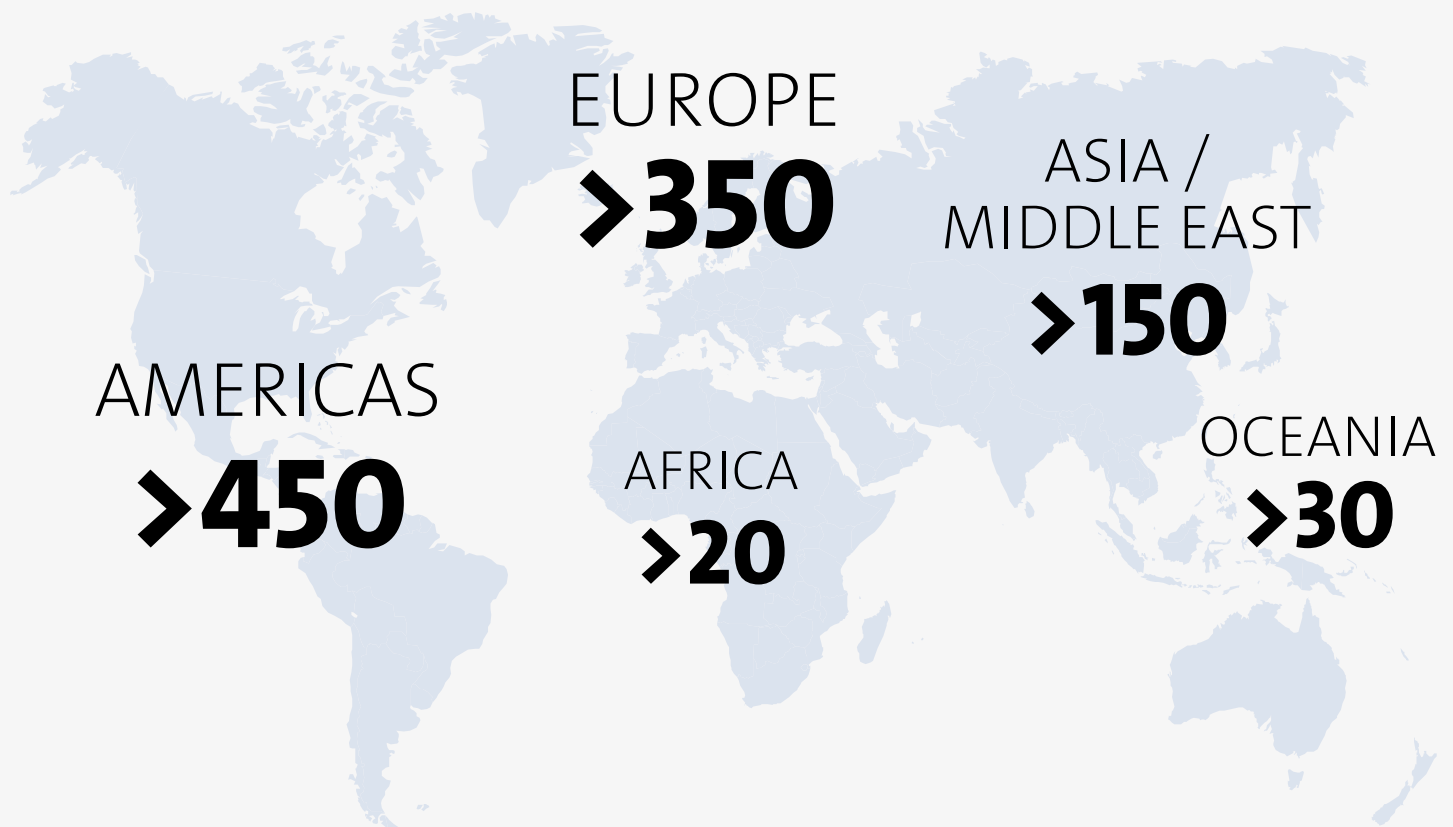 EUROPE
>350
ASIA /
MIDDLE EAST
>150
AMERICAS
>450
AFRICA
>20
OCEANIA
>30